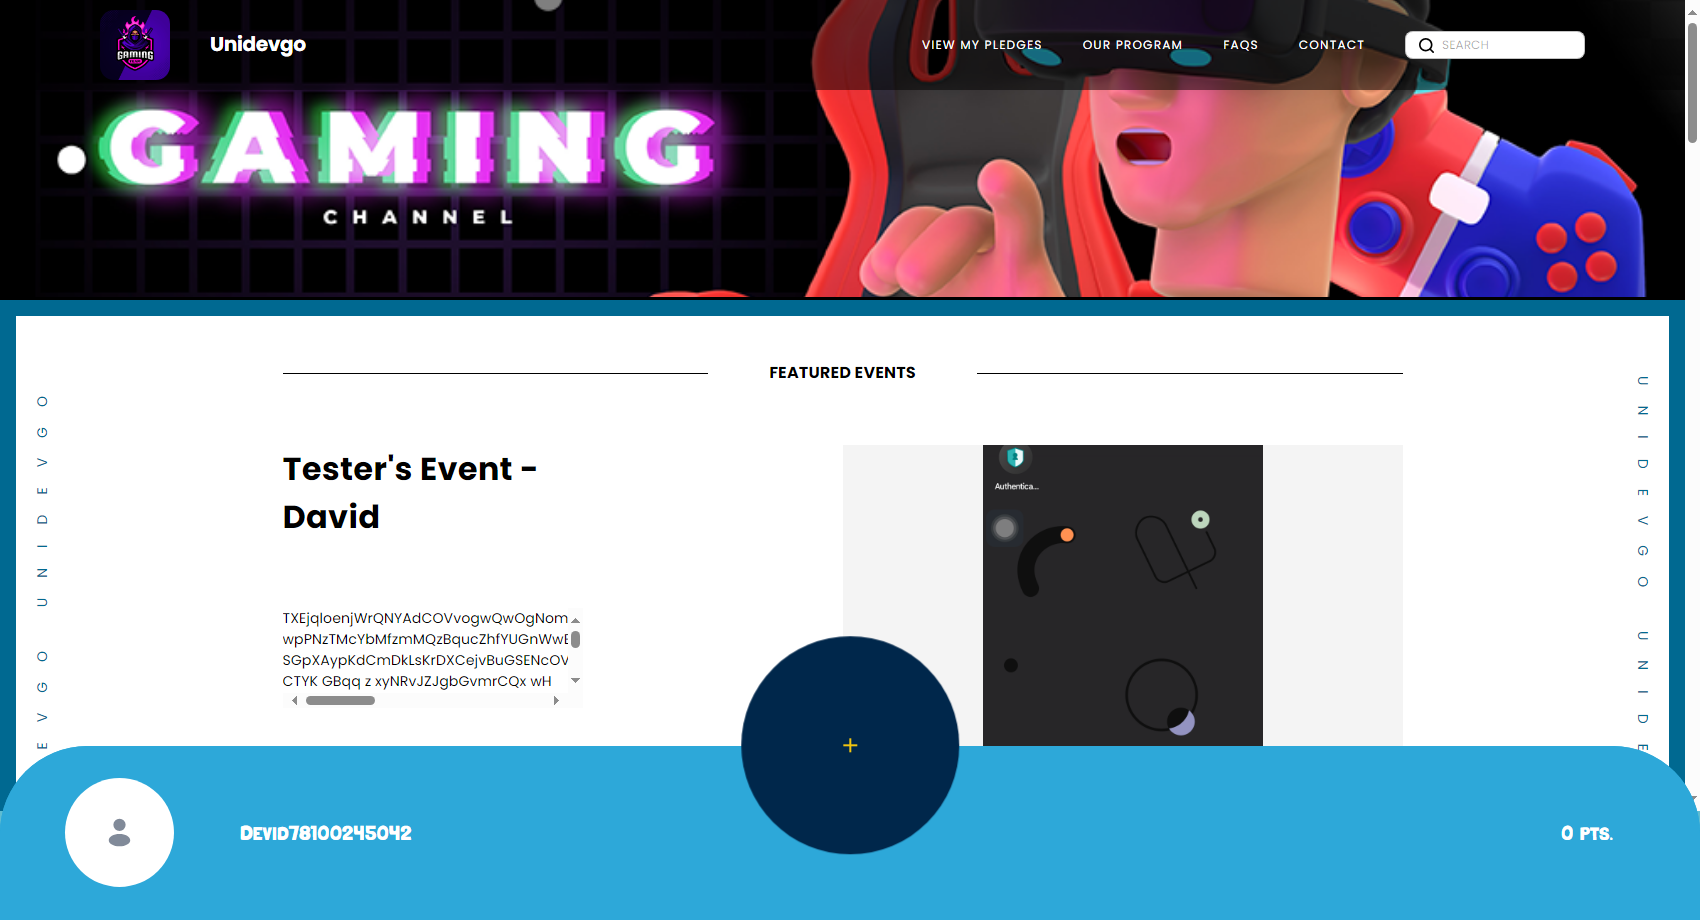 GAMING
Unidevgo
VIEW MY PLEDGES
OUR PROGRAM
FAQS
CONTACT
SEARCH
GAMING
CHANNEL
FEATURED EVENTS
UNIDEVGO UNIDEVGO
UNIDEVGO UNIDE
Tester's Event -
David
TXEjqloenjWrQNYAdCOVvogwQwOgNom
wpPNzTMcYbMfzmMQzBqucZhfYUGnWwE
SGpXAypKdCmDkLsKrDXCejvBuGSENcOV
CTYK GBqq z xyNRvJZJgbGvmrCQx wH
Authentica...
+
Devid78100245042
0 pts.